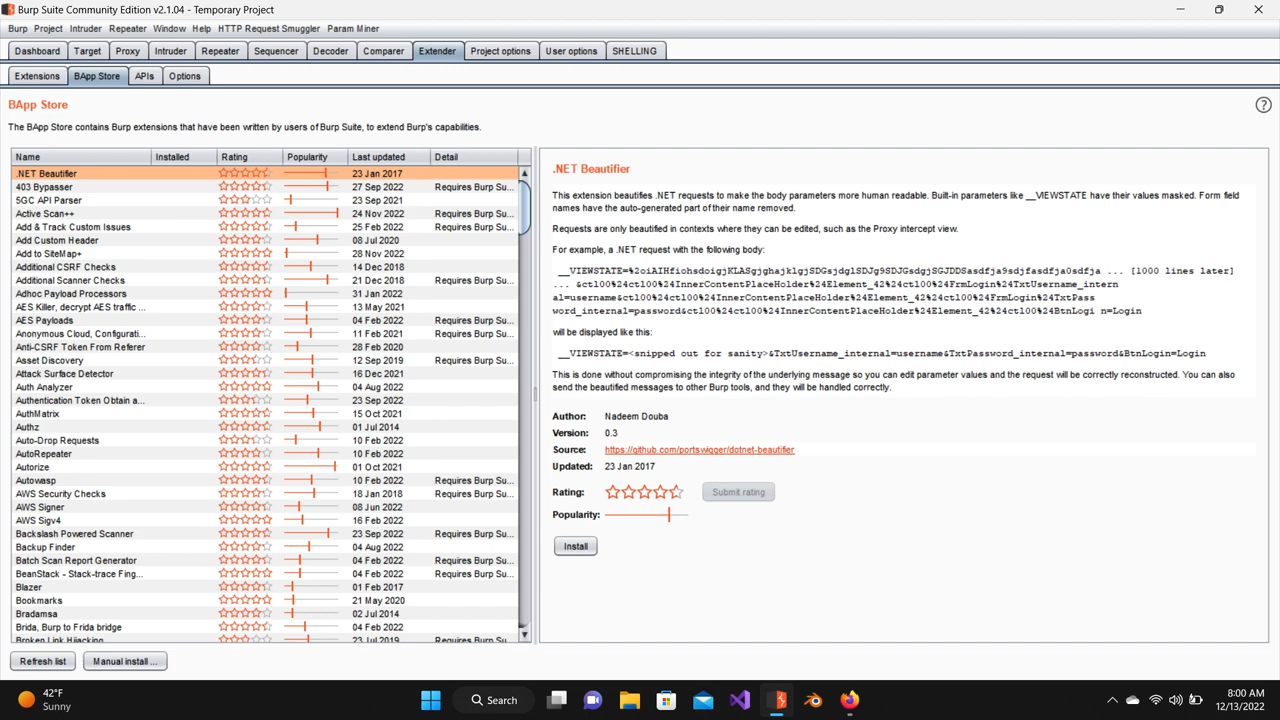 Burp Suite Community Edition v2.1.04 - Temporary Project
Burp Project Intruder Repeater Window Help HTTP Request Smuggler Param Miner
Dashboard Target Proxy Intruder Repeater Sequencer Decoder Comparer Extender Project options User options SHELLING
Extensions BApp Store APIs Options
BApp Store
?
The BApp Store contains Burp extensions that have been written by users of Burp Suite, to extend Burp's capabilities.
Name Installed Rating Popularity Last updated Detail
.NET Beautifier 23 Jan 2017
403 Bypasser 27 Sep 2022 Requires Burp Su...
5GC API Parser 23 Sep 2021
Active Scan++ 24 Nov 2022 Requires Burp Su...
Add & Track Custom Issues 25 Feb 2022 Requires Burp Su...
Add Custom Header 08 Jul 2020
Add to SiteMap+ 28 Nov 2022
Additional CSRF Checks 14 Dec 2018
Additional Scanner Checks 21 Dec 2018 Requires Burp Su...
Adhoc Payload Processors 31 Jan 2022
AES Killer, decrypt AES traffic ... 13 May 2021
AES Payloads 04 Feb 2022 Requires Burp Su...
Anonymous Cloud, Configurati... 11 Feb 2021 Requires Burp Su...
Anti-CSRF Token From Referer 28 Feb 2020
Asset Discovery 12 Sep 2019 Requires Burp Su...
Attack Surface Detector 16 Dec 2021
Auth Analyzer 04 Aug 2022
Authentication Token Obtain a... 23 Sep 2022
AuthMatrix 15 Oct 2021
Authz 01 Jul 2014
Auto-Drop Requests 10 Feb 2022
AutoRepeater 10 Feb 2022
Autorize 01 Oct 2021
Autowasp 10 Feb 2022 Requires Burp Su...
AWS Security Checks 18 Jan 2018 Requires Burp Su...
AWS Signer 08 Jun 2022
AWS Sigv4 16 Feb 2022
Backslash Powered Scanner 23 Sep 2022 Requires Burp Su...
Backup Finder 04 Aug 2022
Batch Scan Report Generator 04 Feb 2022 Requires Burp Su...
BeanStack - Stack-trace Fing... 04 Feb 2022 Requires Burp Su...
Blazer 01 Feb 2017
Bookmarks 21 May 2020
Bradamsa 02 Jul 2014
Brida, Burp to Frida bridge 04 Feb 2022
Broken Link Hijacking 23 Jul 2019 Requires Burp Su...
.NET Beautifier
This extension beautifies .NET requests to make the body parameters more human readable. Built-in parameters like __VIEWSTATE have their values masked. Form field
names have the auto-generated part of their name removed.
Requests are only beautified in contexts where they can be edited, such as the Proxy intercept view.
For example, a .NET request with the following body:
__VIEWSTATE=%2oiAIHfiohsdoigjKLASgjghajklgjSDGsjdglSDJg9SDJGsdgjSGJDDSasdfja9sdjfasdfja0sdfja ... [1000 lines later]
... &ctl00%24ctl00%24InnerContentPlaceHolder%24Element_42%24ctl00%24FrmLogin%24TxtUsername_intern
al=username&ctl00%24ctl00%24InnerContentPlaceHolder%24Element_42%24ctl00%24FrmLogin%24TxtPass
word_internal=password&ctl00%24ctl00%24InnerContentPlaceHolder%24Element_42%24ctl00%24BtnLogi n=Login
will be displayed like this:
__VIEWSTATE=<snipped out for sanity>&TxtUsername_internal=username&TxtPassword_internal=password&BtnLogin=Login
This is done without compromising the integrity of the underlying message so you can edit parameter values and the request will be correctly reconstructed. You can also
send the beautified messages to other Burp tools, and they will be handled correctly.
Author: Nadeem Douba
Version: 0.3
Source: https://github.com/portswigger/dotnet-beautifier
Updated: 23 Jan 2017
Rating: Submit rating
Popularity:
Install
Refresh list Manual install ...
42°F
Sunny
Search
8:00 AM
12/13/2022